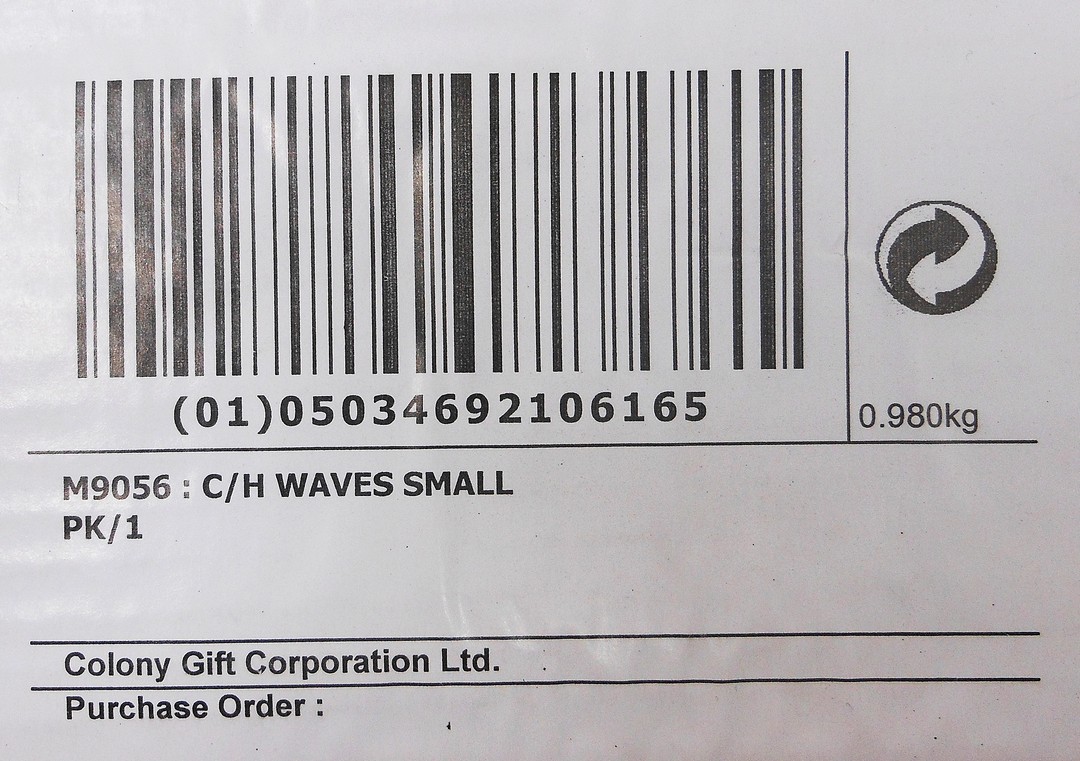 (01)05034692106165
0.980kg
M9056 : C/H WAVES SMALL
PK/1
Colony Gift Corporation Ltd.
Purchase Order :